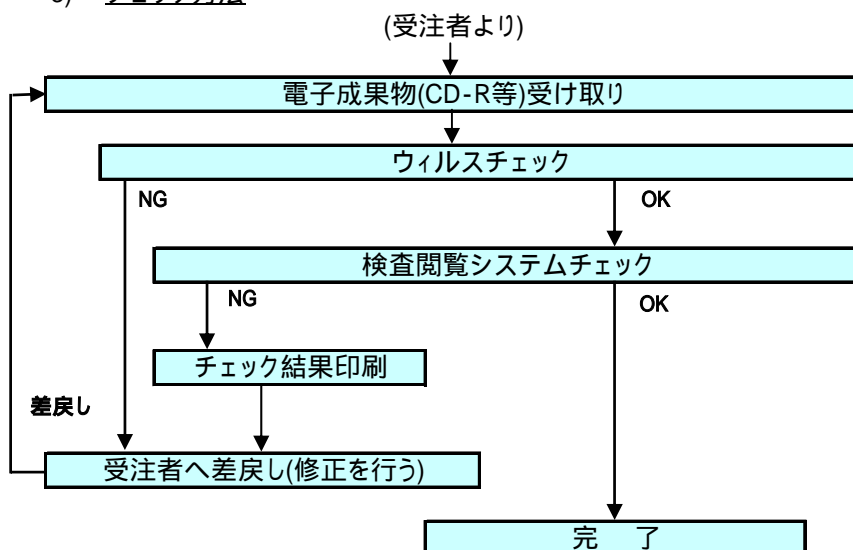 (受注者より)
電子成果物(CD-R等)受け取り
ウィルスチェック
NG
OK
検査閲覧システムチェック
NG
OK
チェック結果印刷
差戻し
受注者へ差戻し(修正を行う)
完 了